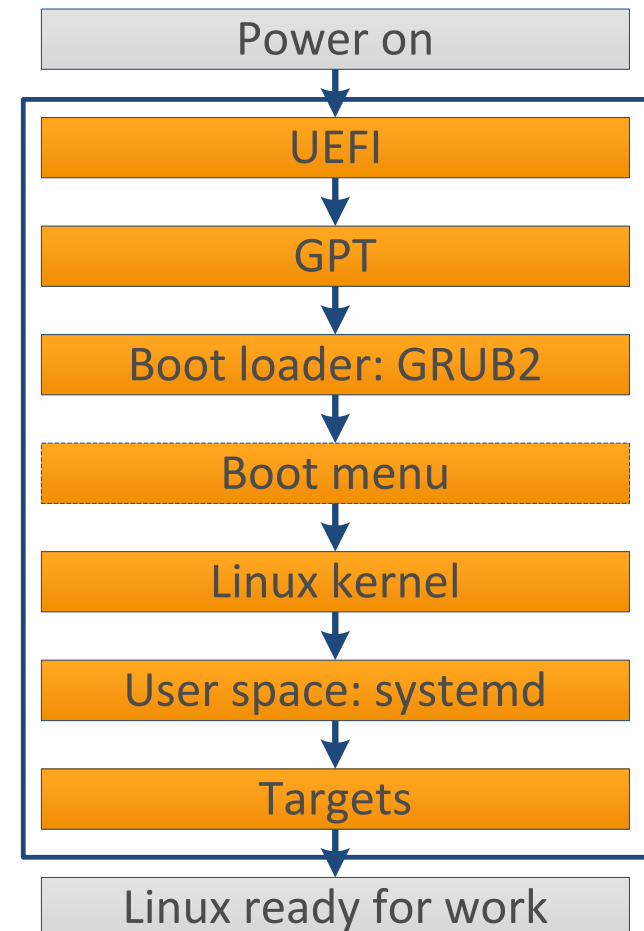 Power on
UEFI
GPT
Boot loader: GRUB2
Boot menu
Linux kernel
User space: systemd
Targets
Linux ready for work